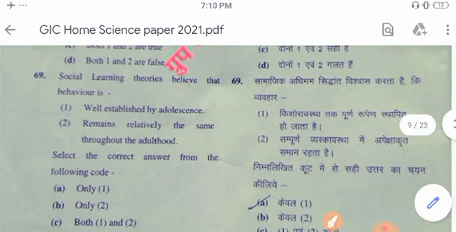 7:10 PM
GIC Home Science paper 2021.pdf
(d) Both 1 and 2 are false
(c) दोनों 1 एवं 2 सही हैं
(d) दोनों 1 एवं 2 गलत हैं
69. Social Learning theories believe that
behaviour is -
(1) Well established by adolescence.
(2) Remains relatively the same
throughout the adulthood.
Select the correct answer from the
following code -
(a) Only (1)
(b) Only (2)
(c) Both (1) and (2)
69. सामाजिक अधिगम सिद्धांत विश्वास करता है, कि
व्यवहार –
(1) किशोरावस्था तक पूर्ण रूपेण स्थापित
हो जाता है।
(2) सम्पूर्ण व्यस्कावस्था में अपेक्षाकृत
समान रहता है।
निम्नलिखित कूट में से सही उत्तर का चयन
कीजिये –
(a) केवल (1)
(b) केवल (2)
9 / 23